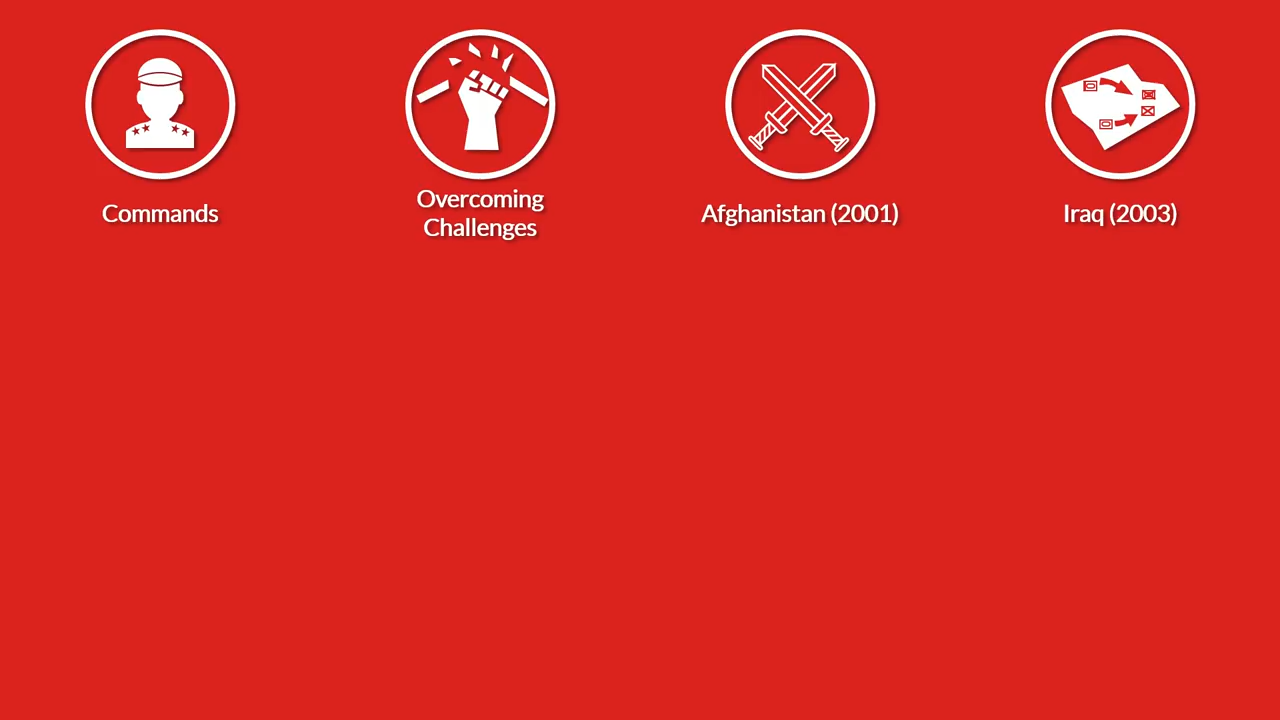 Commands
Overcoming
Challenges
Afghanistan (2001)
Iraq (2003)